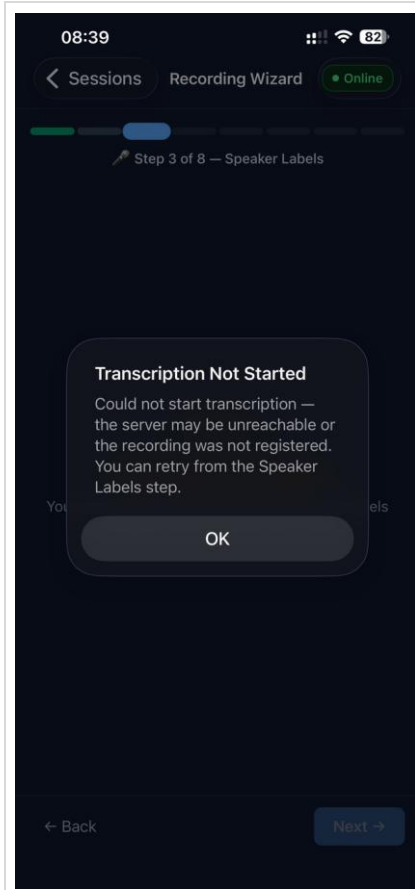 08:39
82
Sessions
Recording Wizard
Online
Step 3 of 8 — Speaker Labels
Transcription Not Started
Could not start transcription —
the server may be unreachable or
the recording was not registered.
You can retry from the Speaker
Labels step.
OK
← Back
Next →